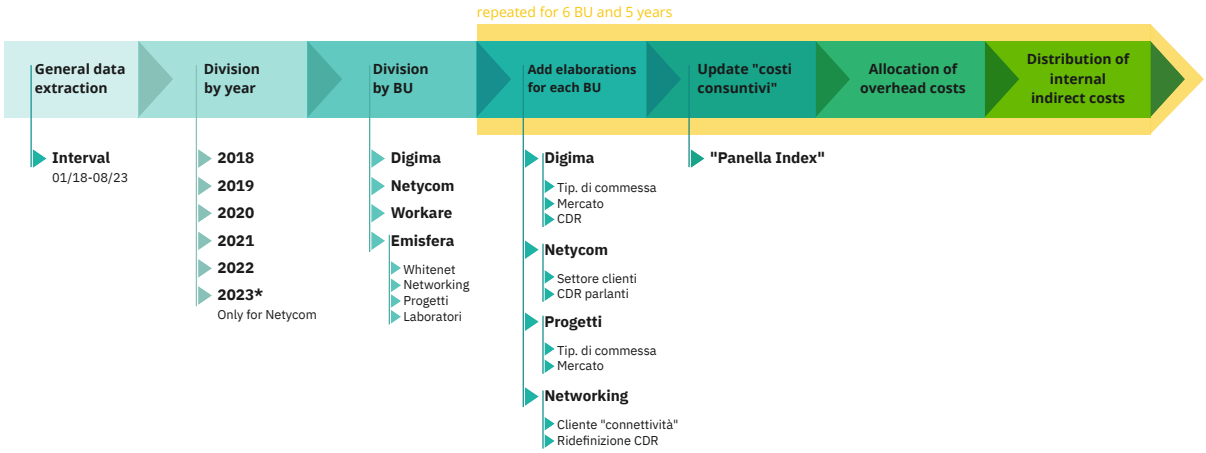 repeated for 6 BU and 5 years
General data
extraction
Division
by year
Division
by BU
Add elaborations
for each BU
Update "costi
consuntivi"
Allocation of
overhead costs
Distribution of
internal
indirect costs
Interval
01/18-08/23
2018
2019
2020
2021
2022
2023*
Only for Netycom
Digima
Netycom
Workare
Emisfera
Whitenet
Networking
Progetti
Laboratori
Digima
Tip. di commessa
Mercato
CDR
Netycom
Settore clienti
CDR parlanti
Progetti
Tip. di commessa
Mercato
Networking
Cliente "connettività"
Ridefinizione CDR
"Panella Index"